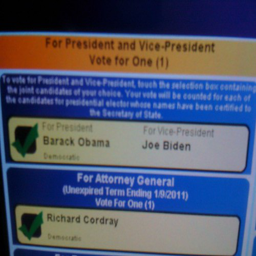 For President and Vice-President
Vote for One (1)
To vote for President and Vice-President, touch the selection box containing
the joint candidates of your choice. Your vote will be counted for each of
the candidates for presidential elector whose names have been certified to
the Secretary of State.
For President
For Vice-President
Barack Obama
Joe Biden
Democratic
For Attorney General
(Unexpired Term Ending 1/9/2011)
Vote For One (1)
Richard Cordray
Democratic